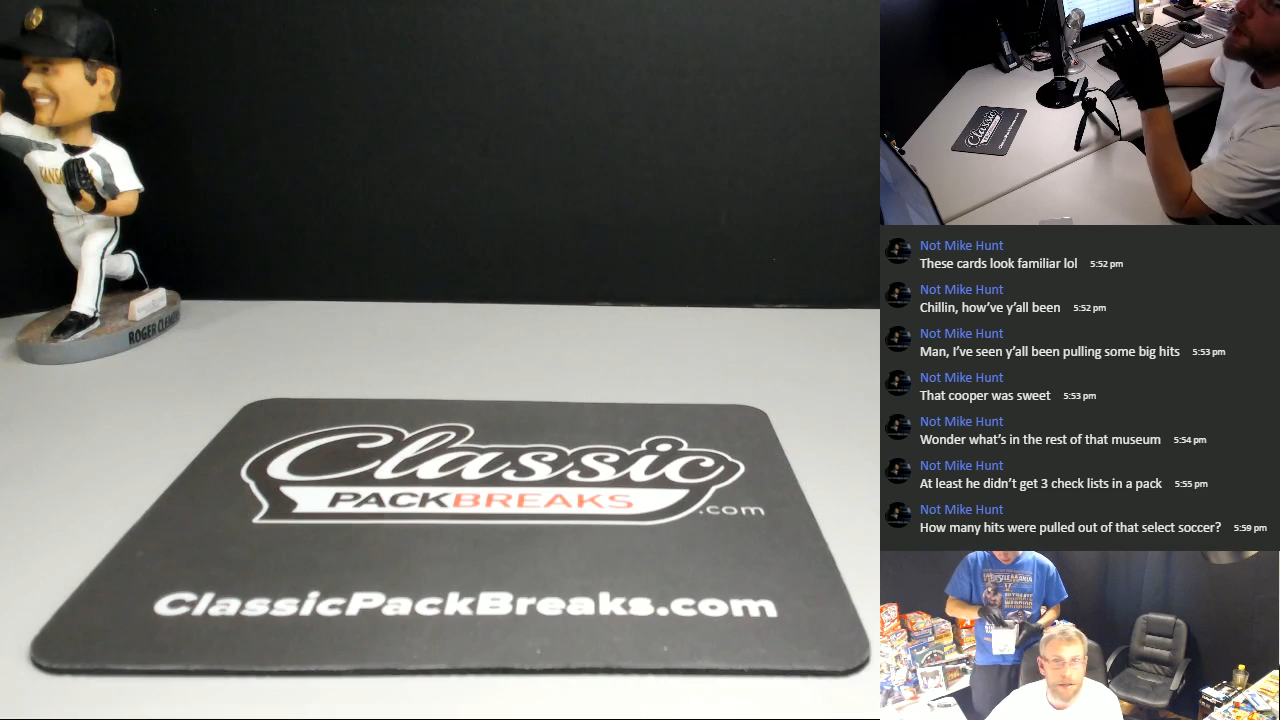 KANSAS
ROGER CLEMENS
Classic
PACKBREAKS
.com
ClassicPackBreaks.com
Classic
Not Mike Hunt
These cards look familiar lol 5:52 pm
Not Mike Hunt
Chillin, how've y'all been 5:52 pm
Not Mike Hunt
Man, I've seen y'all been pulling some big hits 5:53 pm
Not Mike Hunt
That cooper was sweet 5:53 pm
Not Mike Hunt
Wonder what's in the rest of that museum 5:54 pm
Not Mike Hunt
At least he didn't get 3 check lists in a pack 5:55 pm
Not Mike Hunt
How many hits were pulled out of that select soccer? 5:59 pm
WRESTLEMANIA